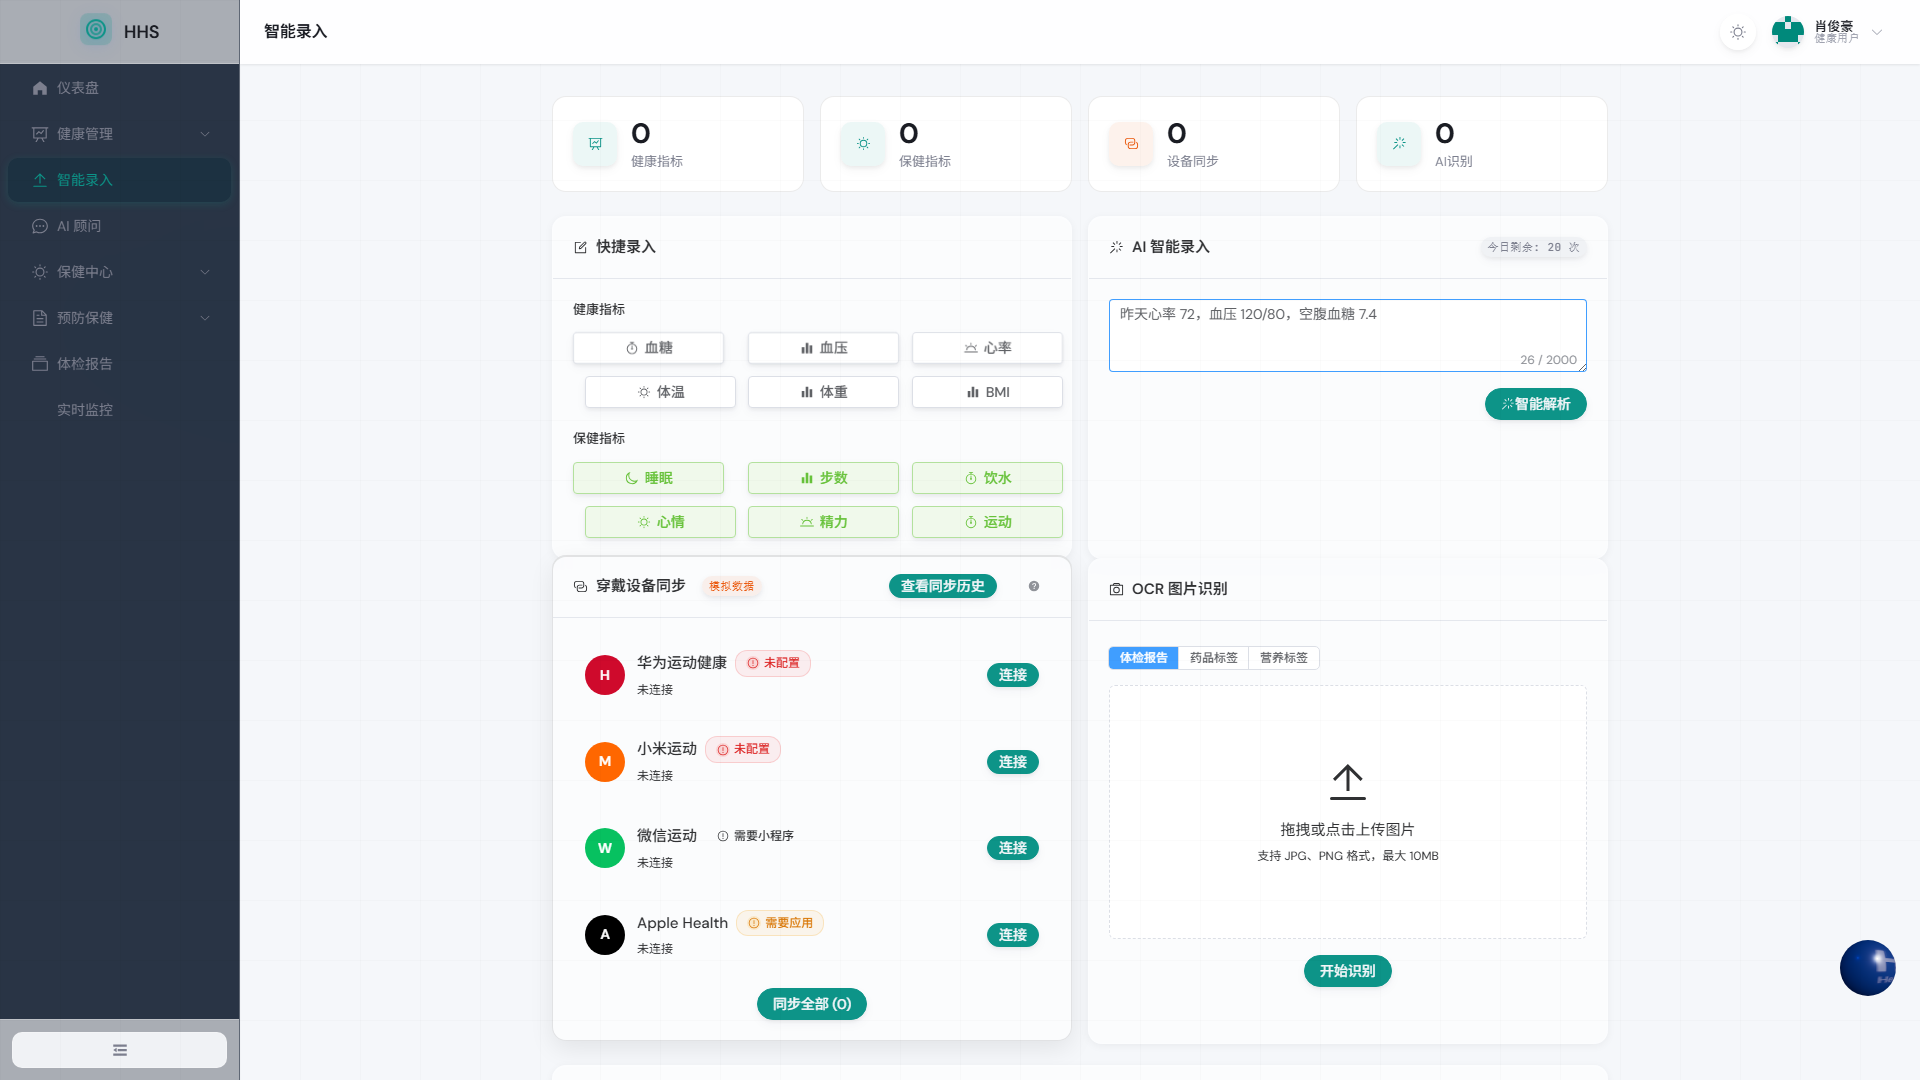 HHS
仪表盘
健康管理
智能录入
AI 顾问
保健中心
预防保健
体检报告
实时监控
智能录入
肖俊豪
健康用户
0
健康指标
0
保健指标
0
设备同步
0
AI识别
快捷录入
健康指标
血糖
血压
心率
体温
体重
BMI
保健指标
睡眠
步数
饮水
心情
精力
运动
AI 智能录入
今日剩余: 20 次
昨天心率 72，血压 120/80，空腹血糖 7.4
26 / 2000
智能解析
穿戴设备同步
模拟数据
查看同步历史
H
华为运动健康
未配置
未连接
连接
M
小米运动
未配置
未连接
连接
W
微信运动
需要小程序
未连接
连接
A
Apple Health
需要应用
未连接
连接
同步全部 (0)
OCR 图片识别
体检报告
药品标签
营养标签
拖拽或点击上传图片
支持 JPG、PNG 格式，最大 10MB
开始识别